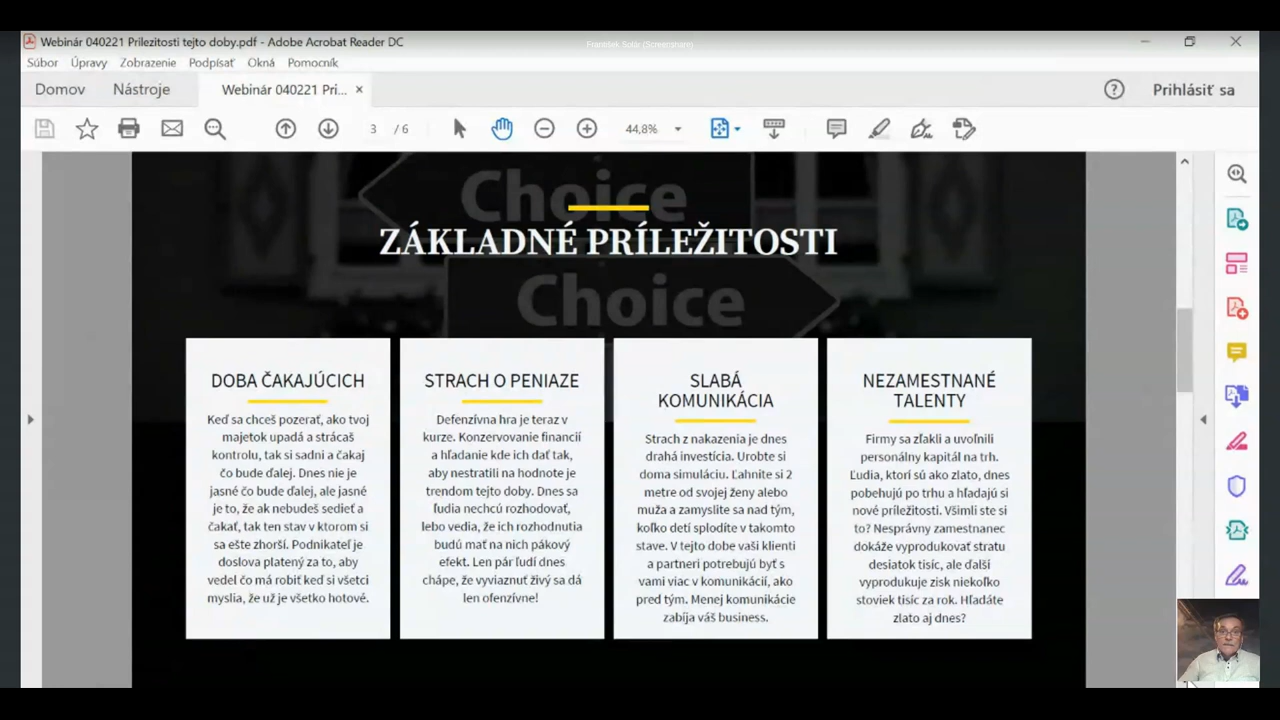 Webinár 040221 Prilezitosti tejto doby.pdf - Adobe Acrobat Reader DC
František Solár (Screenshare)
Súbor Úpravy Zobrazenie Podpísať Okná Pomocník
Domov Nástroje Webinár 040221 Pri... × Prihlásiť sa
3 / 6 44,8%
Choice
ZÁKLADNÉ PRÍLEŽITOSTI
Choice
DOBA ČAKAJÚCICH
Keď sa chceš pozerať, ako tvoj
majetok upadá a strácaš
kontrolu, tak si sadni a čakaj
čo bude ďalej. Dnes nie je
jasné čo bude ďalej, ale jasné
je to, že ak nebudeš sedieť a
čakať, tak ten stav v ktorom si
sa ešte zhorší. Podnikateľ je
doslova platený za to, aby
vedel čo má robiť keď si všetci
myslia, že už je všetko hotové.
STRACH O PENIAZE
Defenzívna hra je teraz v
kurze. Konzervovanie financií
a hľadanie kde ich dať tak,
aby nestratili na hodnote je
trendom tejto doby. Dnes sa
ľudia nechcú rozhodovať,
lebo vedia, že ich rozhodnutia
budú mať na nich pákový
efekt. Len pár ľudí dnes
chápe, že vyviaznuť živý sa dá
len ofenzívne!
SLABÁ
KOMUNIKÁCIA
Strach z nakazenia je dnes
drahá investícia. Urobte si
doma simuláciu. Ľahnite si 2
metre od svojej ženy alebo
muža a zamyslite sa nad tým,
koľko detí splodíte v takomto
stave. V tejto dobe vaši klienti
a partneri potrebujú byť s
vami viac v komunikácií, ako
pred tým. Menej komunikácie
zabíja váš business.
NEZAMESTNANÉ
TALENTY
Firmy sa zľakli a uvoľnili
personálny kapitál na trh.
Ľudia, ktorí sú ako zlato, dnes
pobehujú po trhu a hľadajú si
nové príležitosti. Všimli ste si
to? Nesprávny zamestnanec
dokáže vyprodukovať stratu
desiatok tisíc, ale ďalší
vyprodukuje zisk niekoľko
stoviek tisíc za rok. Hľadáte
zlato aj dnes?